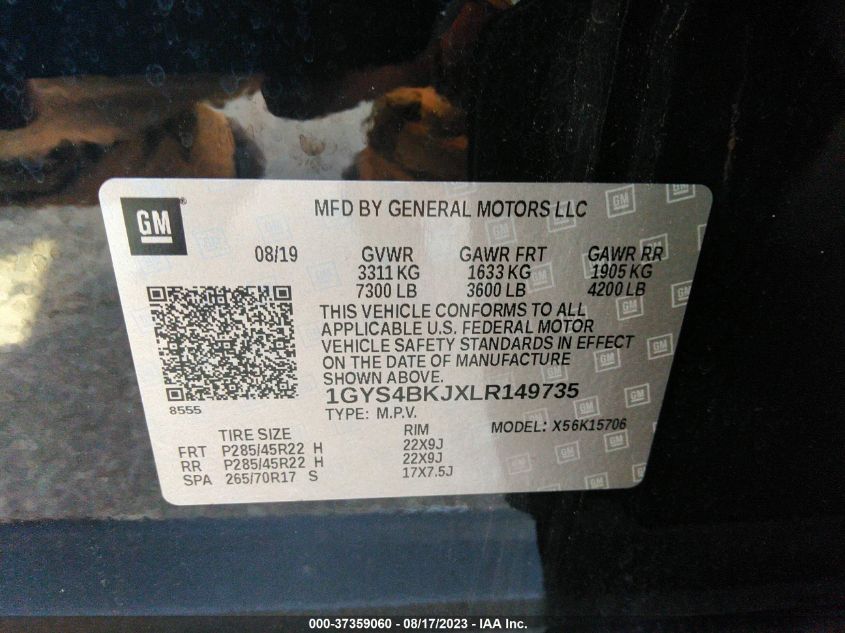 GM®
MFD BY GENERAL MOTORS LLC
08/19 GVWR GAWR FRT GAWR RR
3311 KG 1633 KG 1905 KG
7300 LB 3600 LB 4200 LB
THIS VEHICLE CONFORMS TO ALL
APPLICABLE U.S. FEDERAL MOTOR
VEHICLE SAFETY STANDARDS IN EFFECT
ON THE DATE OF MANUFACTURE
SHOWN ABOVE.
8555
1GYS4BKJXLR149735
TYPE: M.P.V. MODEL: X56K15706
TIRE SIZE RIM
FRT P285/45R22 H 22X9J
RR P285/45R22 H 22X9J
SPA 265/70R17 S 17X7.5J
000-37359060 - 08/17/2023 - IAA Inc.